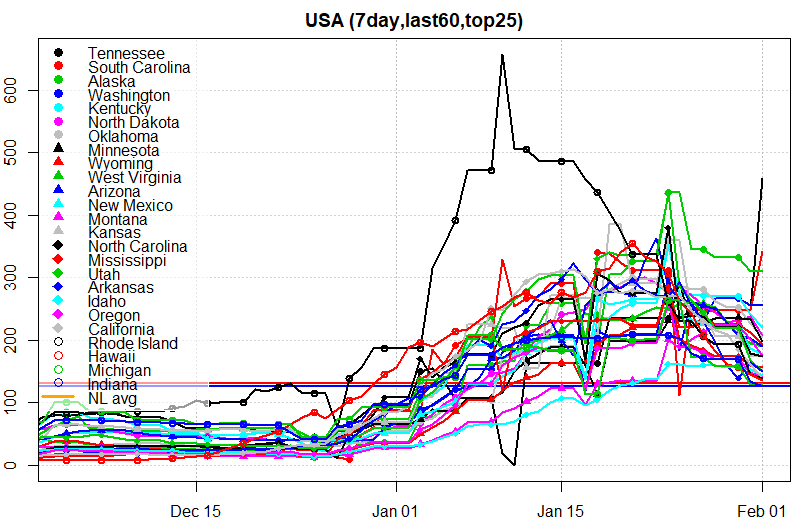 USA (7day,last60,top25)
600
500
400
300
200
100
0
Tennessee
South Carolina
Alaska
Washington
Kentucky
North Dakota
Oklahoma
Minnesota
Wyoming
West Virginia
Arizona
New Mexico
Montana
Kansas
North Carolina
Mississippi
Utah
Arkansas
Idaho
Oregon
California
Rhode Island
Hawaii
Michigan
Indiana
NL avg
Dec 15
Jan 01
Jan 15
Feb 01